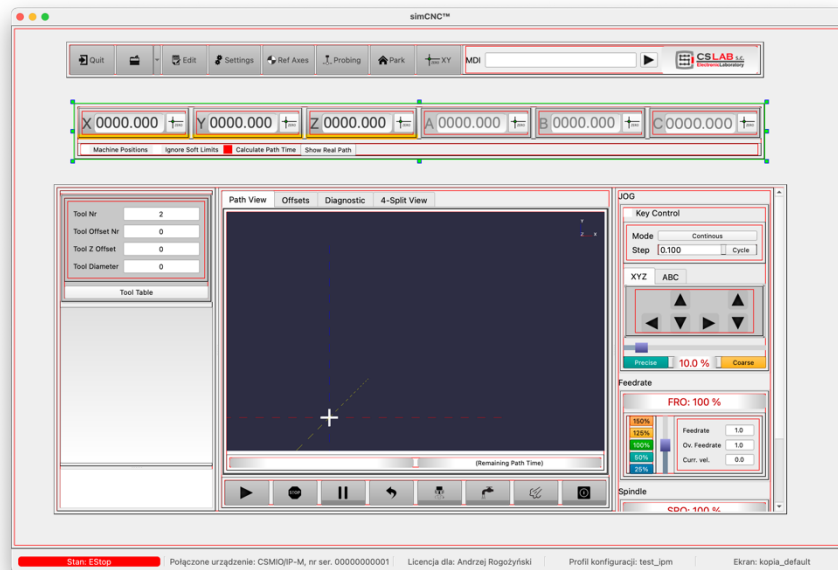 simCNC™
Quit Edit Settings Ref Axes Probing Park XY MDI CSLAB s.c.
ElectronicLaboratory
X 0000.000 Y 0000.000 Z 0000.000 A 0000.000 B 0000.000 C 0000.000
Machine Positions Ignore Soft Limits Calculate Path Time Show Real Path
Tool Nr 2
Tool Offset Nr 0
Tool Z Offset 0
Tool Diameter 0
Tool Table
Path View Offsets Diagnostic 4-Split View
Y
Z X
(Remaining Path Time)
STOP
JOG
Key Control
Mode Continous
Step 0.100 Cycle
XYZ ABC
Precise 10.0 % Coarse
Feedrate
FRO: 100 %
150%
125%
100%
50%
25%
Feedrate 1.0
Ov. Feedrate 1.0
Curr. vel. 0.0
Spindle
SRO: 100 %
Stan: EStop Połączone urządzenie: CSMIO/IP-M, nr ser. 00000000001 Licencja dla: Andrzej Rogożyński Profil konfiguracji: test_ipm Ekran: kopia_default